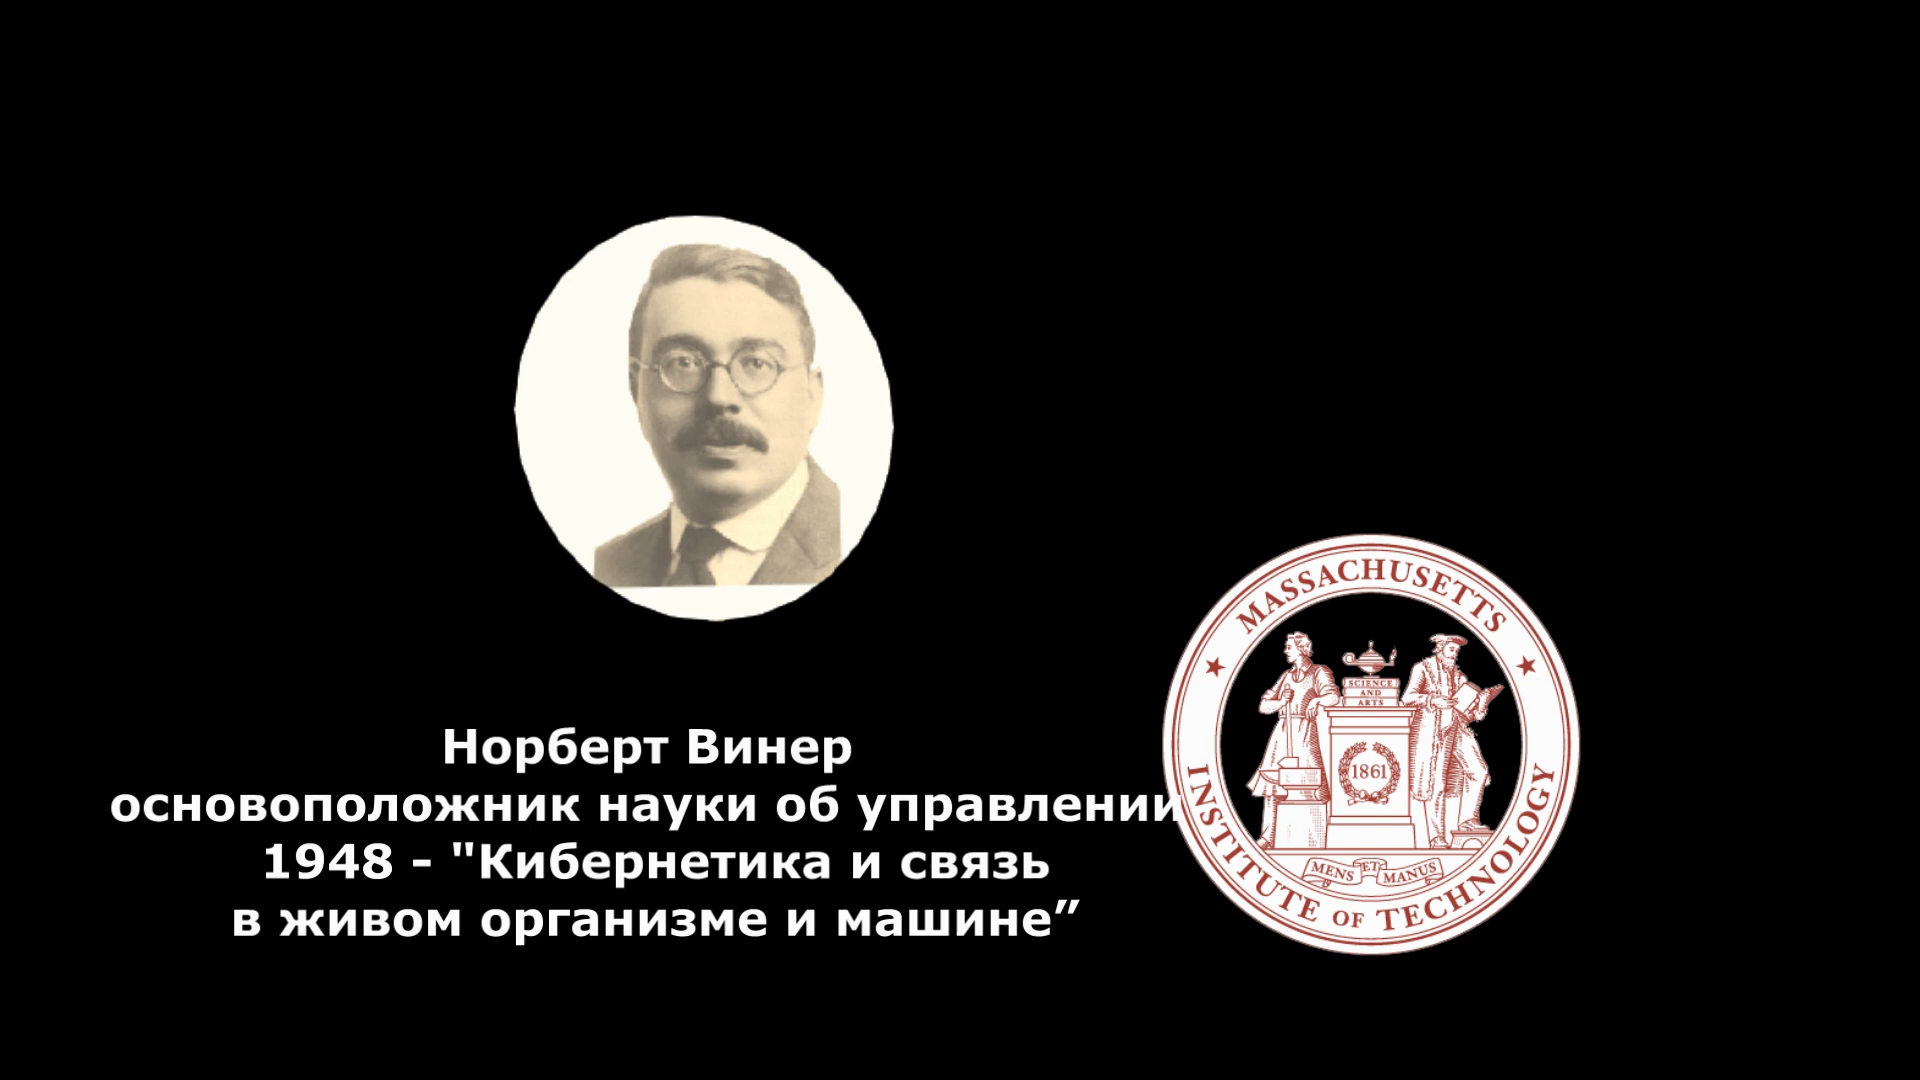 Норберт Винер
основоположник науки об управлении
1948 - "Кибернетика и связь
в живом организме и машине”
MASSACHUSETTS
INSTITUTE OF TECHNOLOGY
SCIENCE
AND
ARTS
1861
MENS ET MANUS